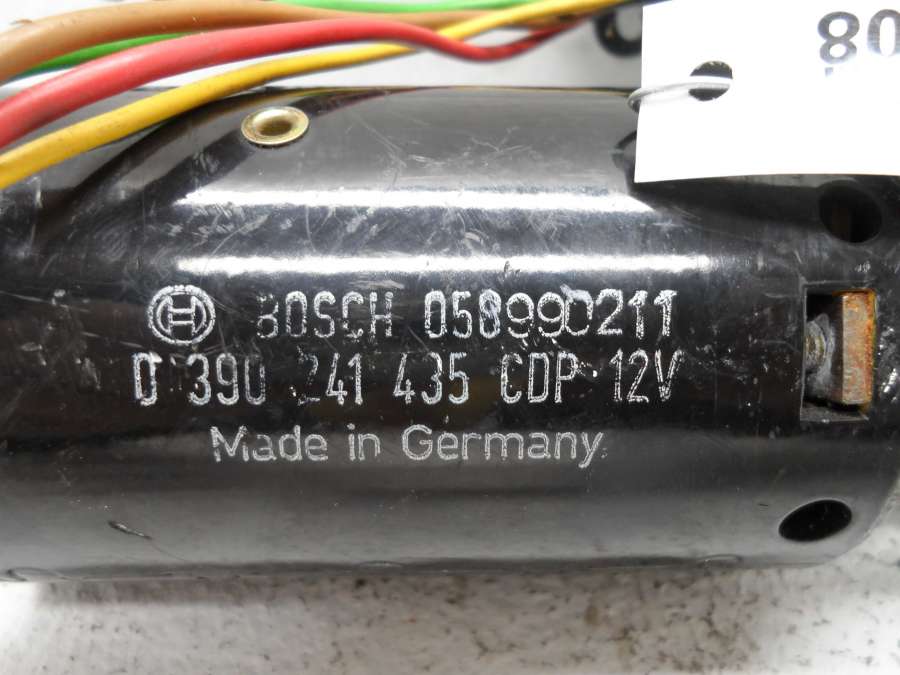 80
BOSCH 058990211
0 390 241 435 CDP 12V
Made in Germany